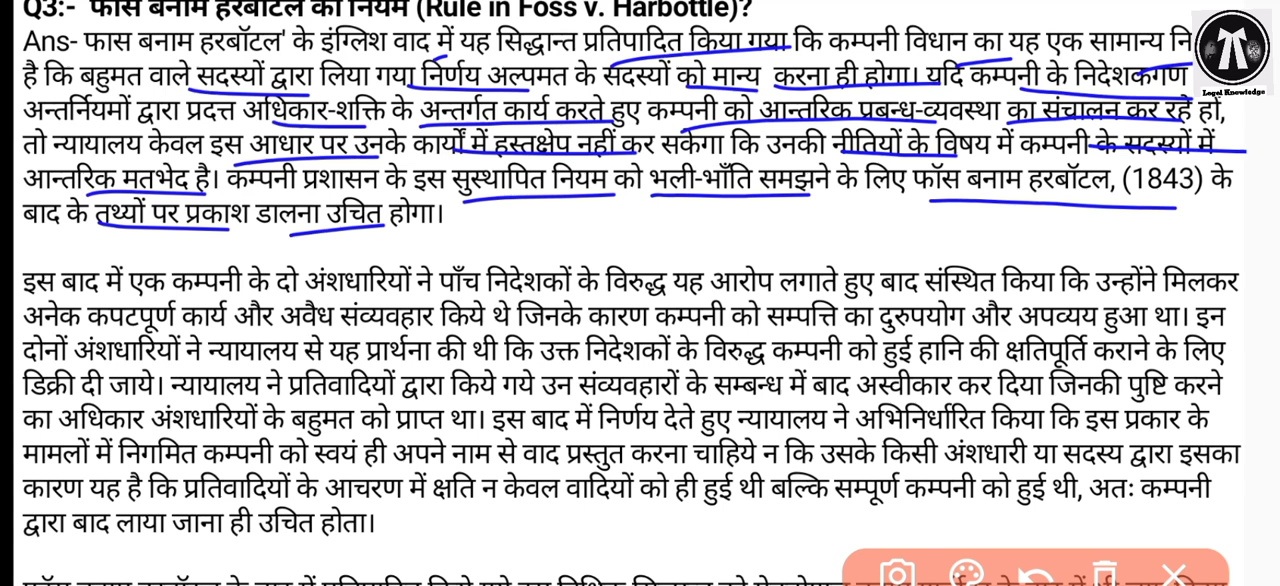 Q3:- फॉस बनाम हरबॉटल का नियम (Rule in Foss v. Harbottle)?
Ans- फास बनाम हरबॉटल' के इंग्लिश वाद में यह सिद्धान्त प्रतिपादित किया गया कि कम्पनी विधान का यह एक सामान्य नि
है कि बहुमत वाले सदस्यों द्वारा लिया गया निर्णय अल्पमत के सदस्यों को मान्य करना ही होगा। यदि कम्पनी के निदेशकगण
अन्तर्नियमों द्वारा प्रदत्त अधिकार-शक्ति के अन्तर्गत कार्य करते हुए कम्पनी को आन्तरिक प्रबन्ध-व्यवस्था का संचालन कर रहे हों,
तो न्यायालय केवल इस आधार पर उनके कार्यों में हस्तक्षेप नहीं कर सकेगा कि उनकी नीतियों के विषय में कम्पनी के सदस्यों में
आन्तरिक मतभेद है। कम्पनी प्रशासन के इस सुस्थापित नियम को भली-भाँति समझने के लिए फॉस बनाम हरबॉटल, (1843) के
बाद के तथ्यों पर प्रकाश डालना उचित होगा।
इस बाद में एक कम्पनी के दो अंशधारियों ने पाँच निदेशकों के विरुद्ध यह आरोप लगाते हुए बाद संस्थित किया कि उन्होंने मिलकर
अनेक कपटपूर्ण कार्य और अवैध संव्यवहार किये थे जिनके कारण कम्पनी को सम्पत्ति का दुरुपयोग और अपव्यय हुआ था। इन
दोनों अंशधारियों ने न्यायालय से यह प्रार्थना की थी कि उक्त निदेशकों के विरुद्ध कम्पनी को हुई हानि की क्षतिपूर्ति कराने के लिए
डिक्री दी जाये। न्यायालय ने प्रतिवादियों द्वारा किये गये उन संव्यवहारों के सम्बन्ध में बाद अस्वीकार कर दिया जिनकी पुष्टि करने
का अधिकार अंशधारियों के बहुमत को प्राप्त था। इस बाद में निर्णय देते हुए न्यायालय ने अभिनिर्धारित किया कि इस प्रकार के
मामलों में निगमित कम्पनी को स्वयं ही अपने नाम से वाद प्रस्तुत करना चाहिये न कि उसके किसी अंशधारी या सदस्य द्वारा इसका
कारण यह है कि प्रतिवादियों के आचरण में क्षति न केवल वादियों को ही हुई थी बल्कि सम्पूर्ण कम्पनी को हुई थी, अतः कम्पनी
द्वारा बाद लाया जाना ही उचित होता।
Legal Knowledge